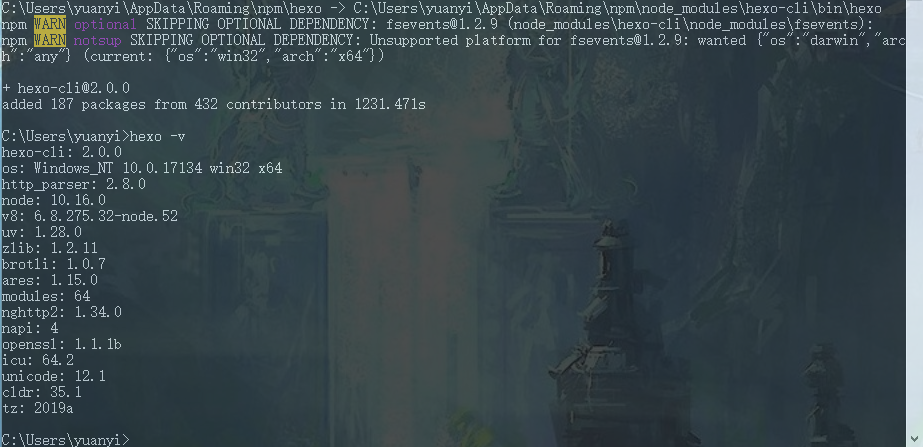 C:\Users\yuanyi\AppData\Roaming\npm\hexo -> C:\Users\yuanyi\AppData\Roaming\npm\node_modules\hexo-cli\bin\hexo
npm WARN optional SKIPPING OPTIONAL DEPENDENCY: fsevents@1.2.9 (node_modules\hexo-cli\node_modules\fsevents):
npm WARN notsup SKIPPING OPTIONAL DEPENDENCY: Unsupported platform for fsevents@1.2.9: wanted {"os":"darwin","arc
h":"any"} (current: {"os":"win32","arch":"x64"})
+ hexo-cli@2.0.0
added 187 packages from 432 contributors in 1231.471s
C:\Users\yuanyi>hexo -v
hexo-cli: 2.0.0
os: Windows_NT 10.0.17134 win32 x64
http_parser: 2.8.0
node: 10.16.0
v8: 6.8.275.32-node.52
uv: 1.28.0
zlib: 1.2.11
brotli: 1.0.7
ares: 1.15.0
modules: 64
nghttp2: 1.34.0
napi: 4
openssl: 1.1.1b
icu: 64.2
unicode: 12.1
cldr: 35.1
tz: 2019a
C:\Users\yuanyi>